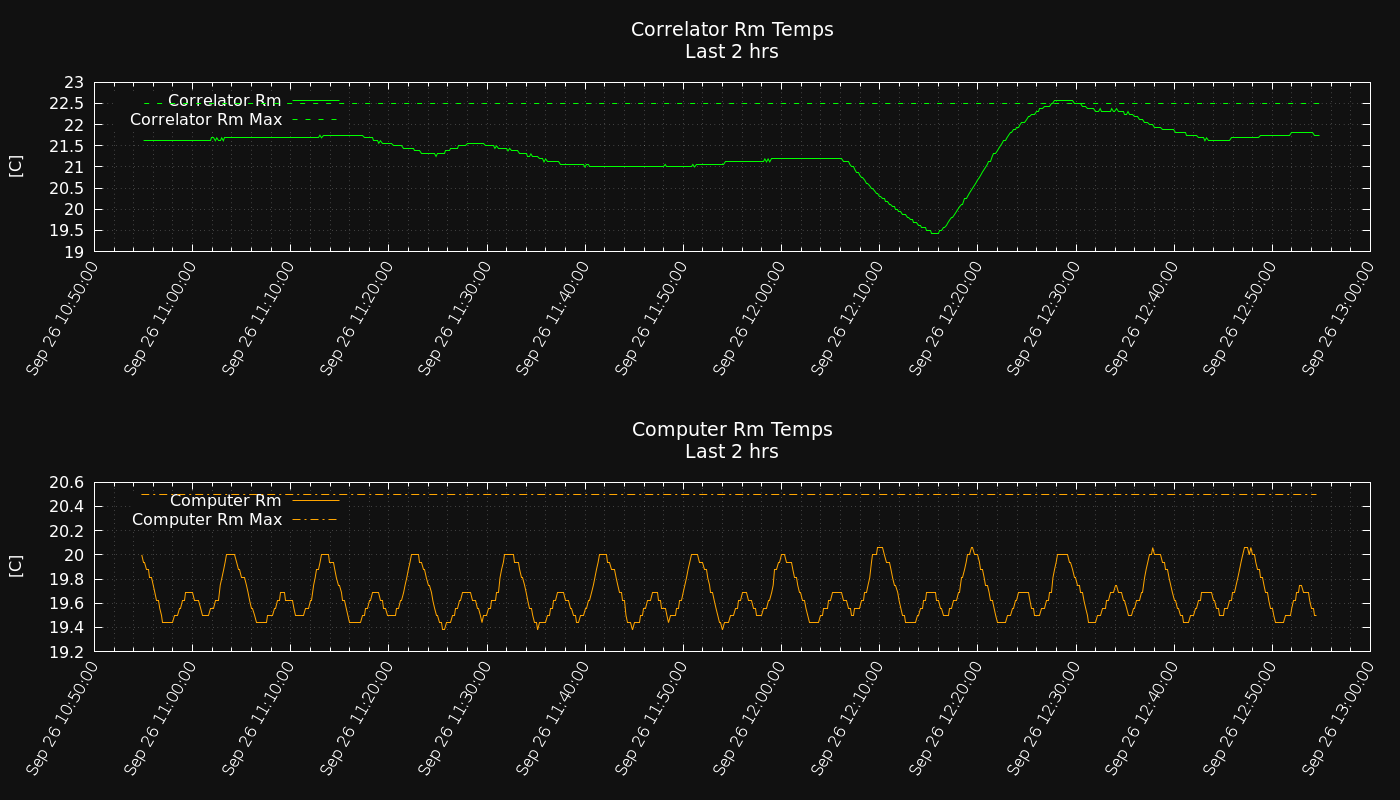 Correlator Rm Temps
Last 2 hrs
23
22.5
22
21.5
21
20.5
20
19.5
19
[C]
Correlator Rm
Correlator Rm Max
Sep 26 10:50:00
Sep 26 11:00:00
Sep 26 11:10:00
Sep 26 11:20:00
Sep 26 11:30:00
Sep 26 11:40:00
Sep 26 11:50:00
Sep 26 12:00:00
Sep 26 12:10:00
Sep 26 12:20:00
Sep 26 12:30:00
Sep 26 12:40:00
Sep 26 12:50:00
Sep 26 13:00:00
Computer Rm Temps
Last 2 hrs
20.6
20.4
20.2
20
19.8
19.6
19.4
19.2
[C]
Computer Rm
Computer Rm Max
Sep 26 10:50:00
Sep 26 11:00:00
Sep 26 11:10:00
Sep 26 11:20:00
Sep 26 11:30:00
Sep 26 11:40:00
Sep 26 11:50:00
Sep 26 12:00:00
Sep 26 12:10:00
Sep 26 12:20:00
Sep 26 12:30:00
Sep 26 12:40:00
Sep 26 12:50:00
Sep 26 13:00:00